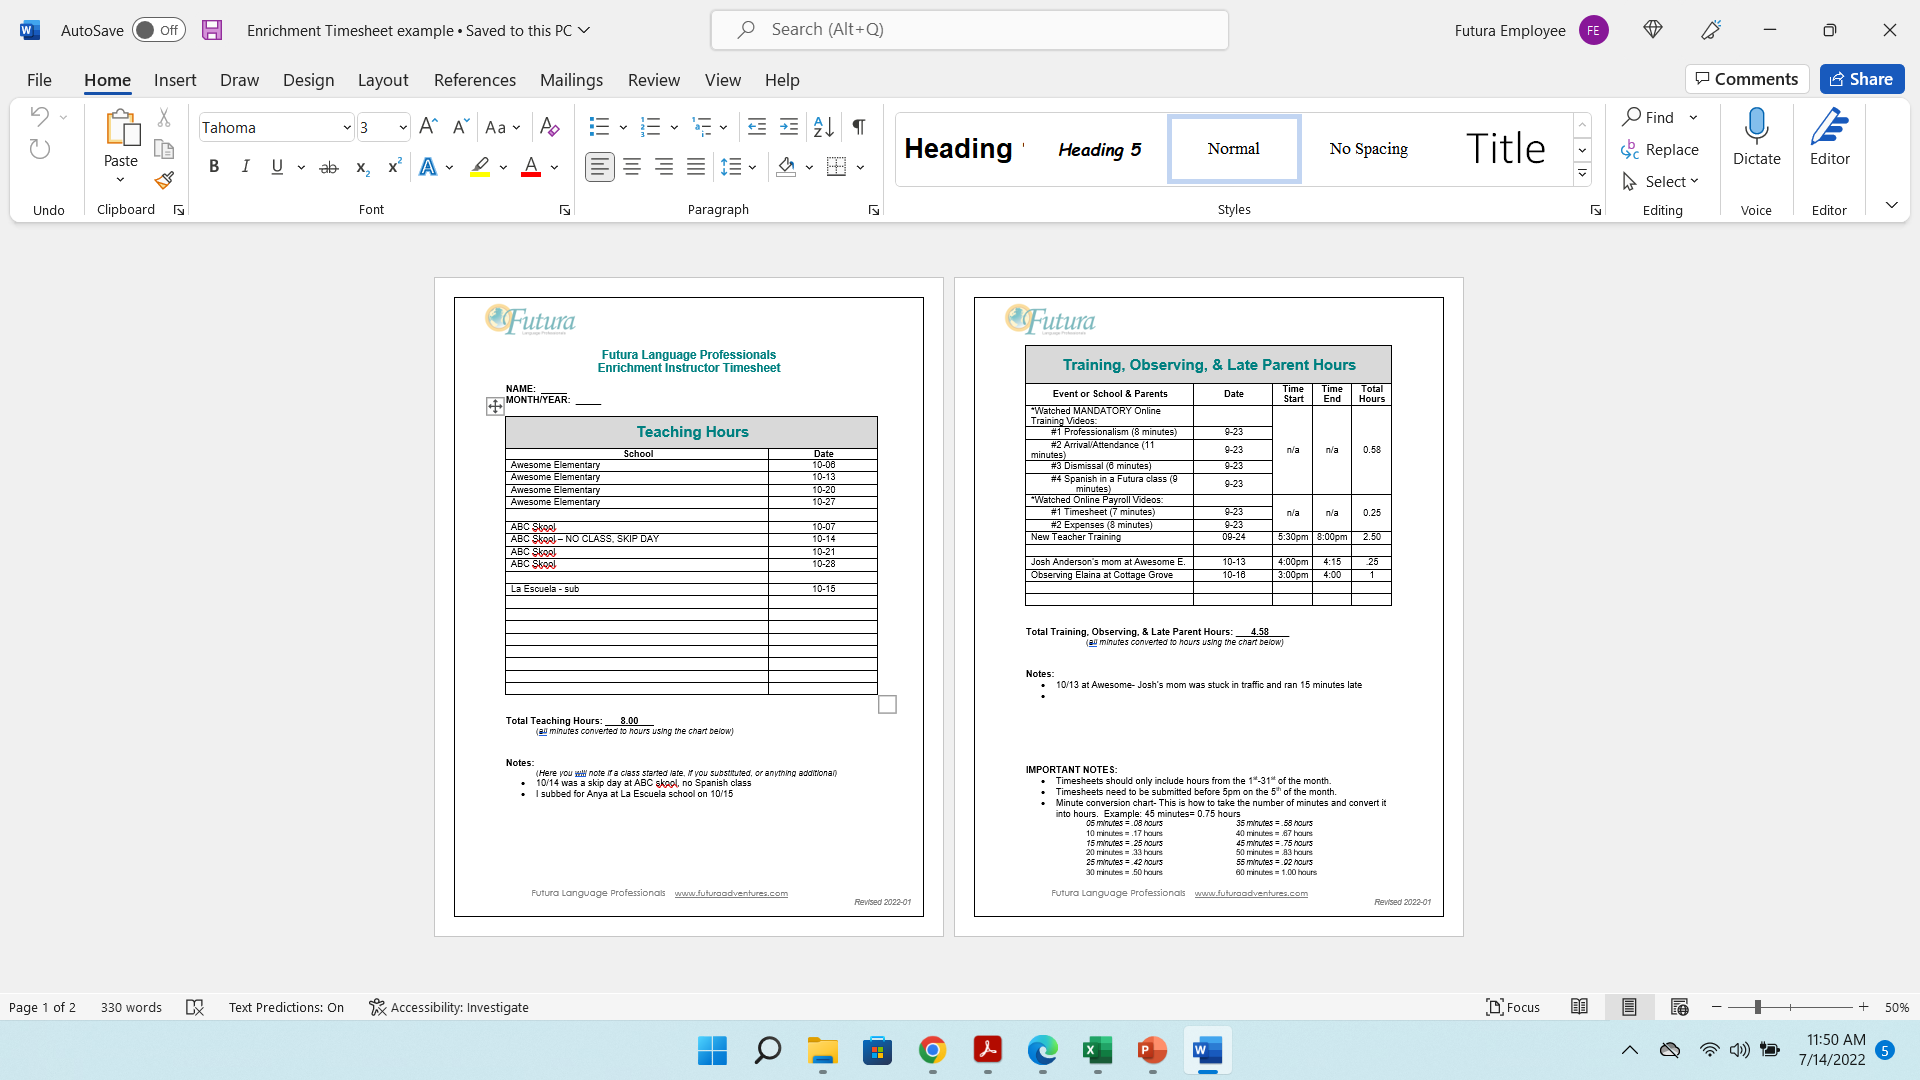 AutoSave Off Enrichment Timesheet example • Saved to this PC Search (Alt+Q) Futura Employee FE
File Home Insert Draw Design Layout References Mailings Review View Help Comments Share
Tahoma 3 Aa
Paste
Heading Heading 5 Normal No Spacing Title
Find
Replace
Select
Dictate Editor
Undo Clipboard Font Paragraph Styles Editing Voice Editor
Futura
Language Professionals
Futura Language Professionals
Enrichment Instructor Timesheet
NAME: _____
MONTH/YEAR: _____
Teaching Hours
School Date
Awesome Elementary 10-06
Awesome Elementary 10-13
Awesome Elementary 10-20
Awesome Elementary 10-27
ABC Skool 10-07
ABC Skool – NO CLASS, SKIP DAY 10-14
ABC Skool 10-21
ABC Skool 10-28
La Escuela - sub 10-15
Total Teaching Hours: 8.00
(all minutes converted to hours using the chart below)
Notes:
(Here you will note if a class started late, if you substituted, or anything additional)
• 10/14 was a skip day at ABC skool, no Spanish class
• I subbed for Anya at La Escuela school on 10/15
Futura Language Professionals www.futuraadventures.com
Revised 2022-01
Futura
Language Professionals
Training, Observing, & Late Parent Hours
Event or School & Parents Date Time Start Time End Total Hours
*Watched MANDATORY Online
Training Videos:
#1 Professionalism (8 minutes) 9-23
#2 Arrival/Attendance (11
minutes) 9-23 n/a n/a 0.58
#3 Dismissal (6 minutes) 9-23
#4 Spanish in a Futura class (9
minutes) 9-23
*Watched Online Payroll Videos:
#1 Timesheet (7 minutes) 9-23 n/a n/a 0.25
#2 Expenses (8 minutes) 9-23
New Teacher Training 09-24 5:30pm 8:00pm 2.50
Josh Anderson's mom at Awesome E. 10-13 4:00pm 4:15 .25
Observing Elaina at Cottage Grove 10-16 3:00pm 4:00 1
Total Training, Observing, & Late Parent Hours: 4.58
(all minutes converted to hours using the chart below)
Notes:
• 10/13 at Awesome- Josh's mom was stuck in traffic and ran 15 minutes late
•
IMPORTANT NOTES:
• Timesheets should only include hours from the 1st-31st of the month.
• Timesheets need to be submitted before 5pm on the 5th of the month.
• Minute conversion chart- This is how to take the number of minutes and convert it
into hours. Example: 45 minutes= 0.75 hours
05 minutes = .08 hours 35 minutes = .58 hours
10 minutes = .17 hours 40 minutes = .67 hours
15 minutes = .25 hours 45 minutes = .75 hours
20 minutes = .33 hours 50 minutes = .83 hours
25 minutes = .42 hours 55 minutes = .92 hours
30 minutes = .50 hours 60 minutes = 1.00 hours
Futura Language Professionals www.futuraadventures.com
Revised 2022-01
Page 1 of 2 330 words Text Predictions: On Accessibility: Investigate Focus 50%
11:50 AM
7/14/2022 5